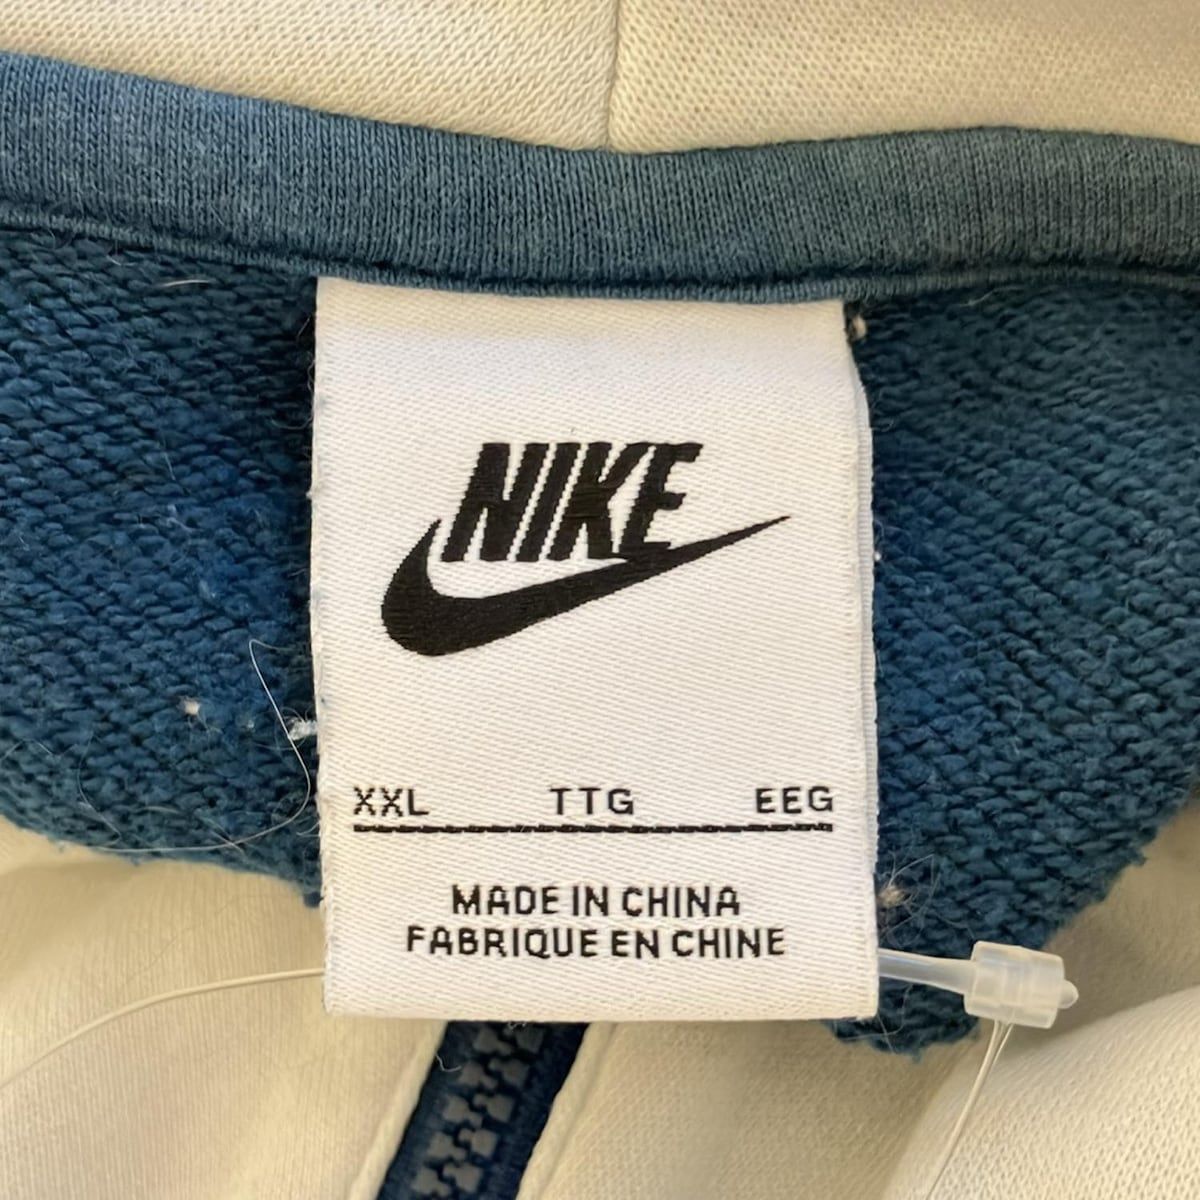 NIKE
XXL TTG EEG
MADE IN CHINA
FABRIQUE EN CHINE